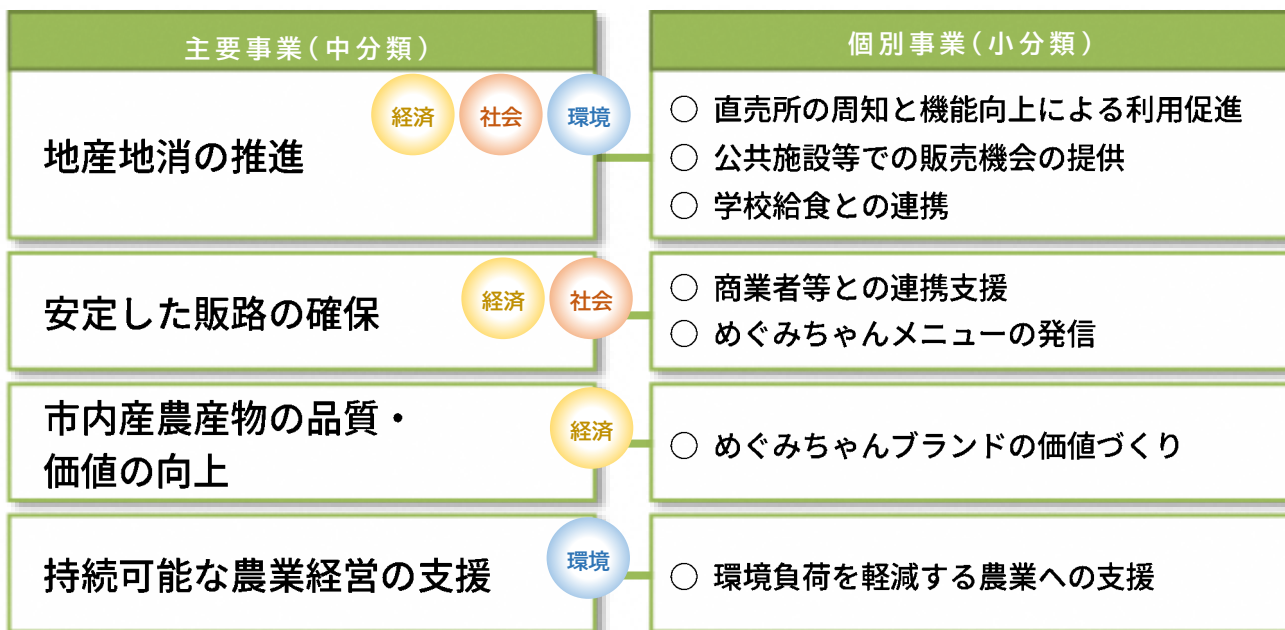 主要事業（中分類）
個別事業（小分類）
経済 社会 環境
地産地消の推進
○ 直売所の周知と機能向上による利用促進
○ 公共施設等での販売機会の提供
○ 学校給食との連携
経済 社会
安定した販路の確保
○ 商業者等との連携支援
○ めぐみちゃんメニューの発信
経済
市内産農産物の品質・
価値の向上
○ めぐみちゃんブランドの価値づくり
環境
持続可能な農業経営の支援
○ 環境負荷を軽減する農業への支援